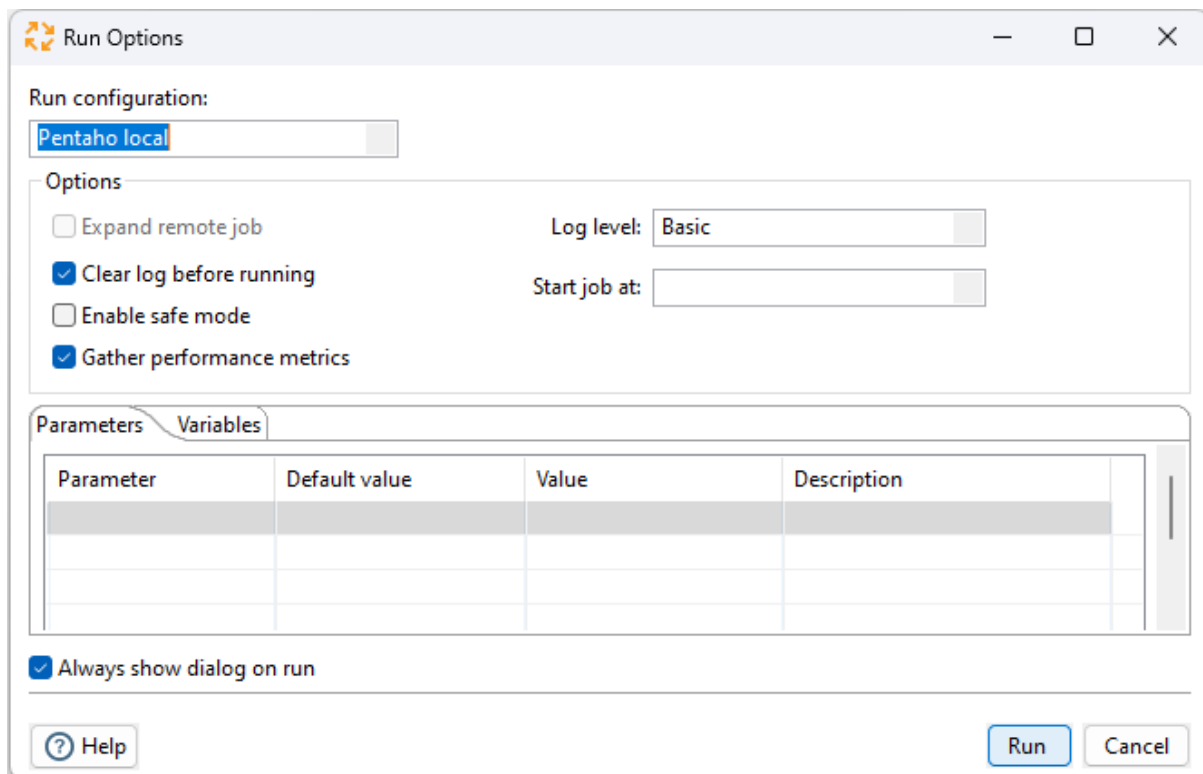 Run Options
Run configuration:
Pentaho local
Options
Expand remote job
Log level: Basic
Clear log before running
Start job at:
Enable safe mode
Gather performance metrics
Parameters Variables
Parameter Default value Value Description
Always show dialog on run
? Help Run Cancel